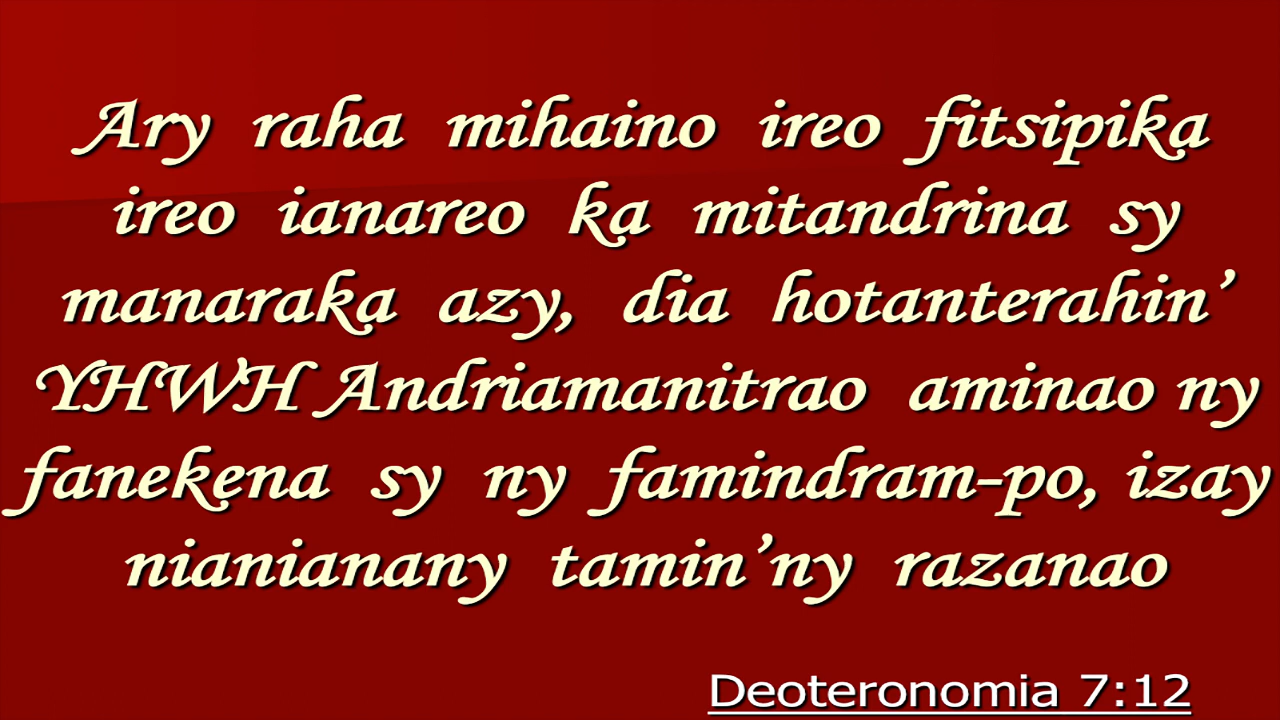 Ary raha mihaino ireo fitsipika
ireo ianareo ka mitandrina sy
manaraka azy, dia hotanterahin’
YHWH Andriamanitrao aminao ny
fanekena sy ny famindram-po, izay
nianianany tamin’ny razanao
Deoteronomia 7:12